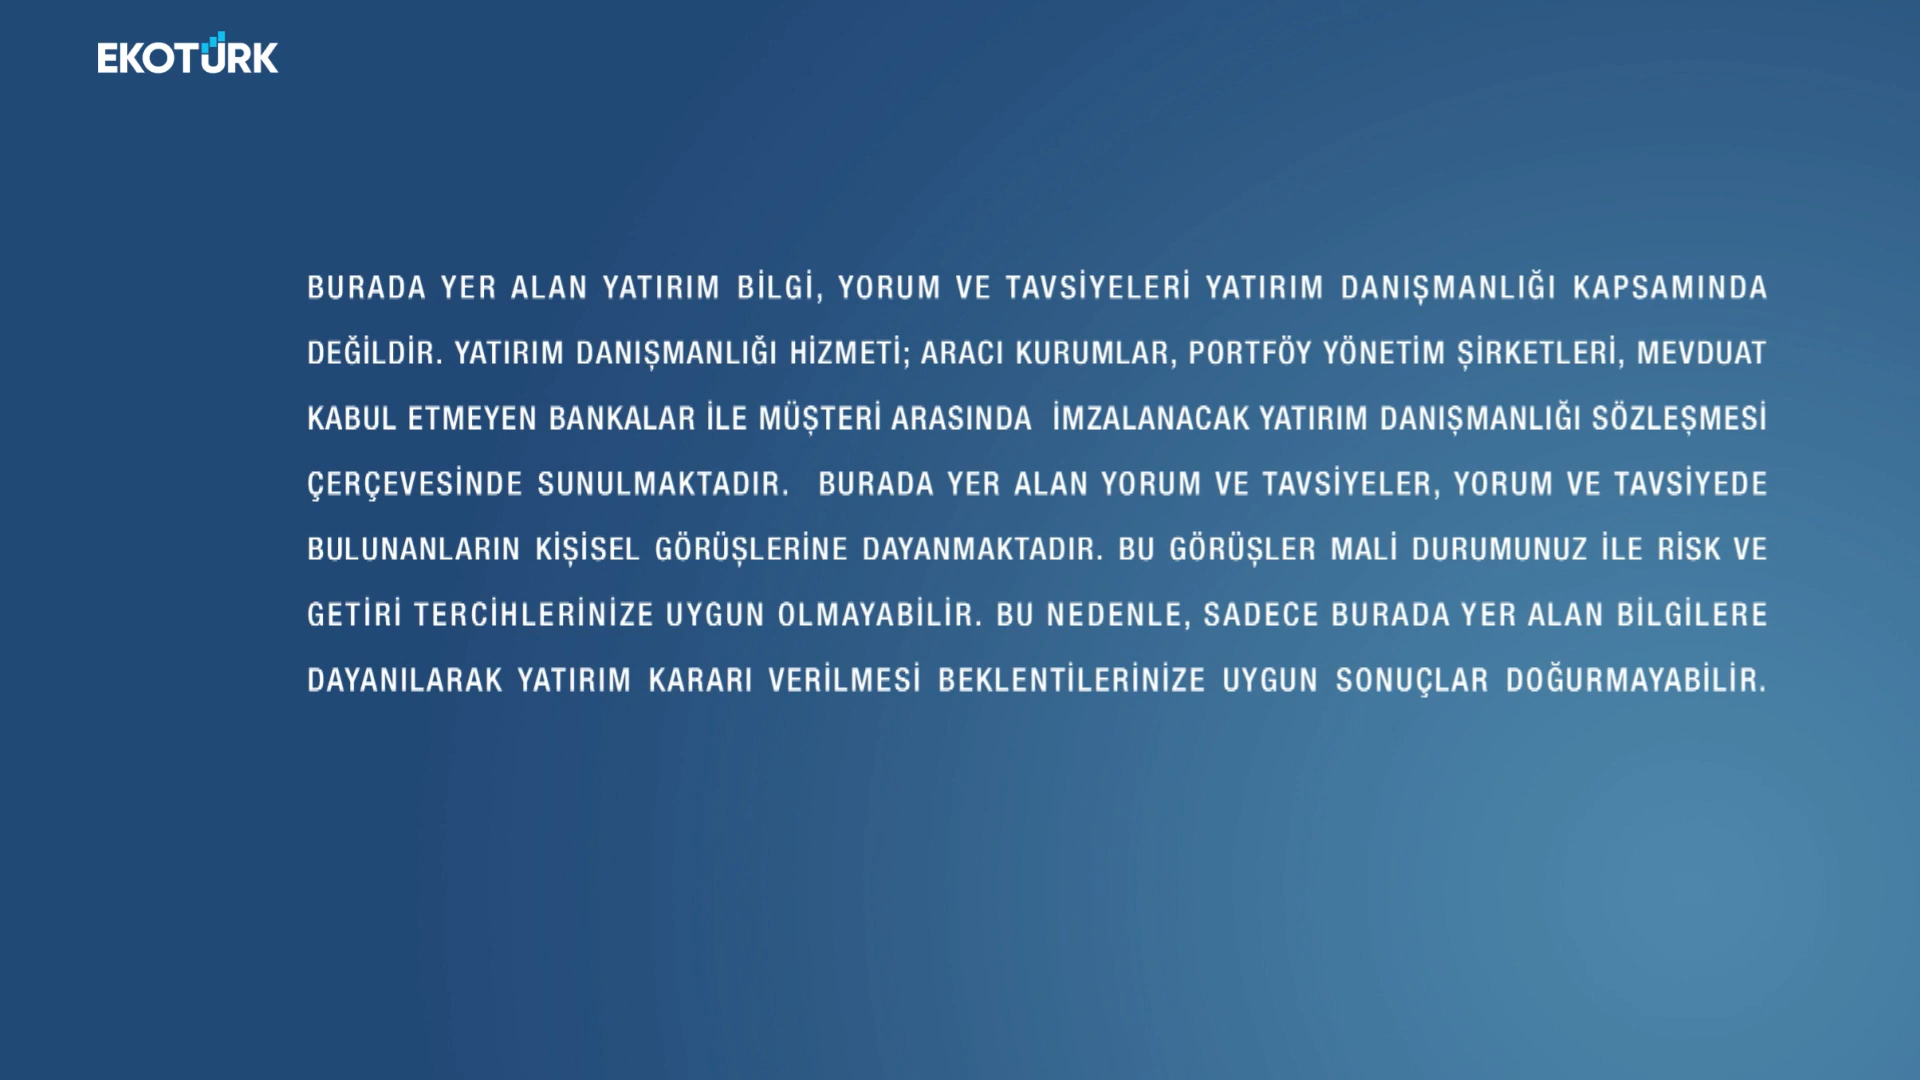 EKOTÜRK
BURADA YER ALAN YATIRIM BİLGİ, YORUM VE TAVSİYELERİ YATIRIM DANIŞMANLIĞI KAPSAMINDA
DEĞİLDİR. YATIRIM DANIŞMANLIĞI HİZMETİ; ARACI KURUMLAR, PORTFÖY YÖNETİM ŞİRKETLERİ, MEVDUAT
KABUL ETMEYEN BANKALAR İLE MÜŞTERİ ARASINDA İMZALANACAK YATIRIM DANIŞMANLIĞI SÖZLEŞMESİ
ÇERÇEVESİNDE SUNULMAKTADIR. BURADA YER ALAN YORUM VE TAVSİYELER, YORUM VE TAVSİYEDE
BULUNANLARIN KİŞİSEL GÖRÜŞLERİNE DAYANMAKTADIR. BU GÖRÜŞLER MALİ DURUMUNUZ İLE RİSK VE
GETİRİ TERCİHLERİNİZE UYGUN OLMAYABİLİR. BU NEDENLE, SADECE BURADA YER ALAN BİLGİLERE
DAYANILARAK YATIRIM KARARI VERİLMESİ BEKLENTİLERİNİZE UYGUN SONUÇLAR DOĞURMAYABİLİR.